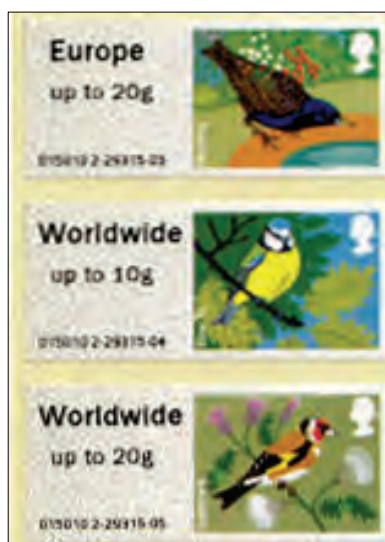 Europe
up to 20g
015010 2-29315-03
Worldwide
up to 10g
015010 2-29315-04
Worldwide
up to 20g
015010 2-29315-05